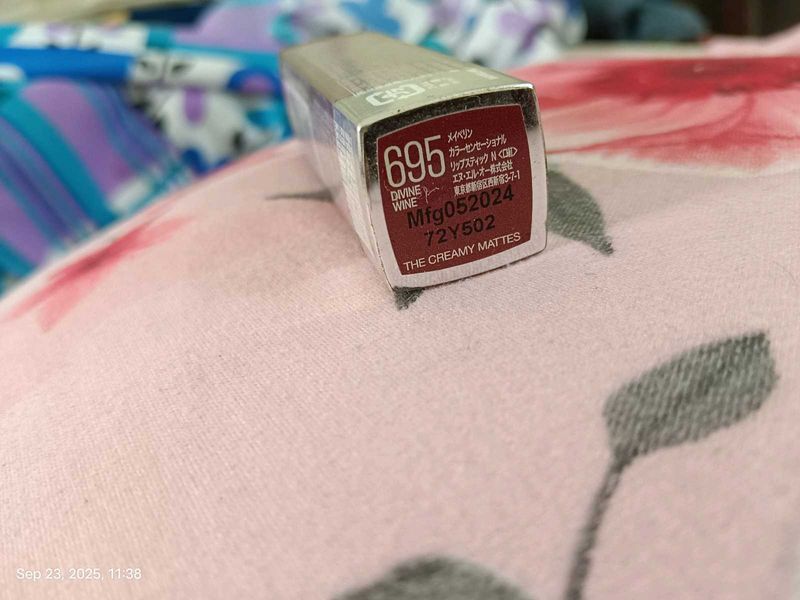 695
DIVINE
WINE
メイベリン
カラーセンセーショナル
リップスティック N <口紅>
エヌ・エル・オー株式会社
東京都新宿区西新宿3-7-1
Mfg052024
72Y502
THE CREAMY MATTES
Sep 23, 2025, 11:38